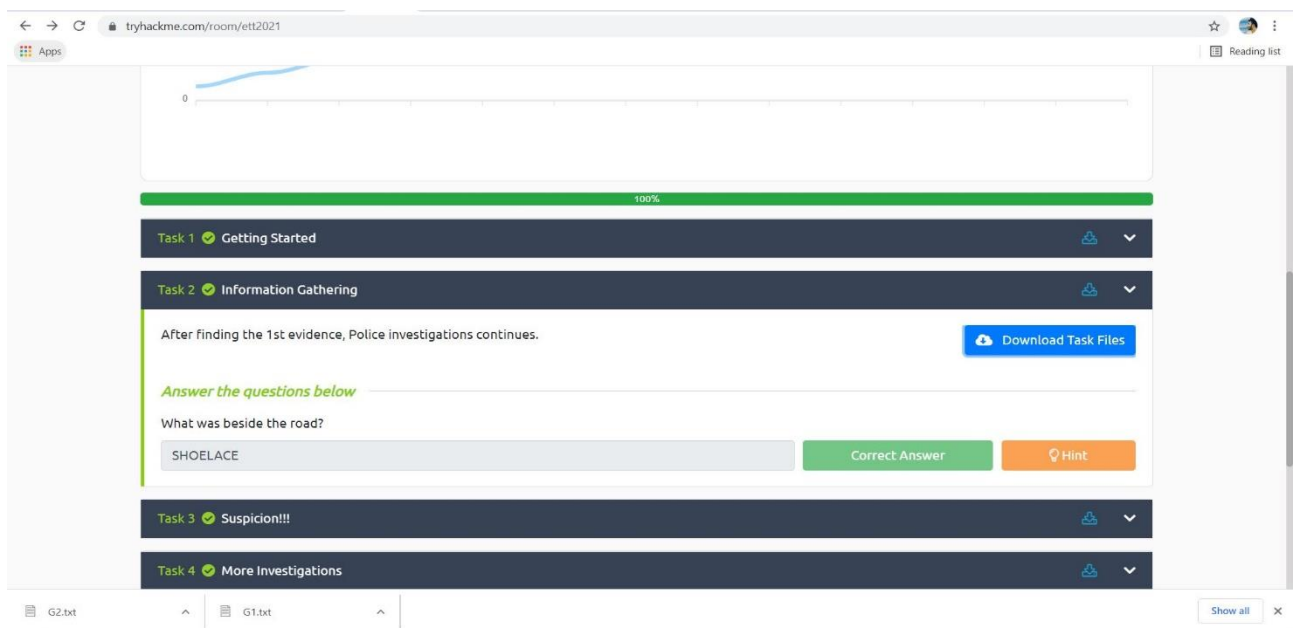 tryhackme.com/room/ett2021
Apps
Reading list
0
100%
Task 1 Getting Started
Task 2 Information Gathering
After finding the 1st evidence, Police investigations continues.
Download Task Files
Answer the questions below
What was beside the road?
SHOELACE
Correct Answer
Hint
Task 3 Suspicion!!!
Task 4 More Investigations
G2.txt
G1.txt
Show all